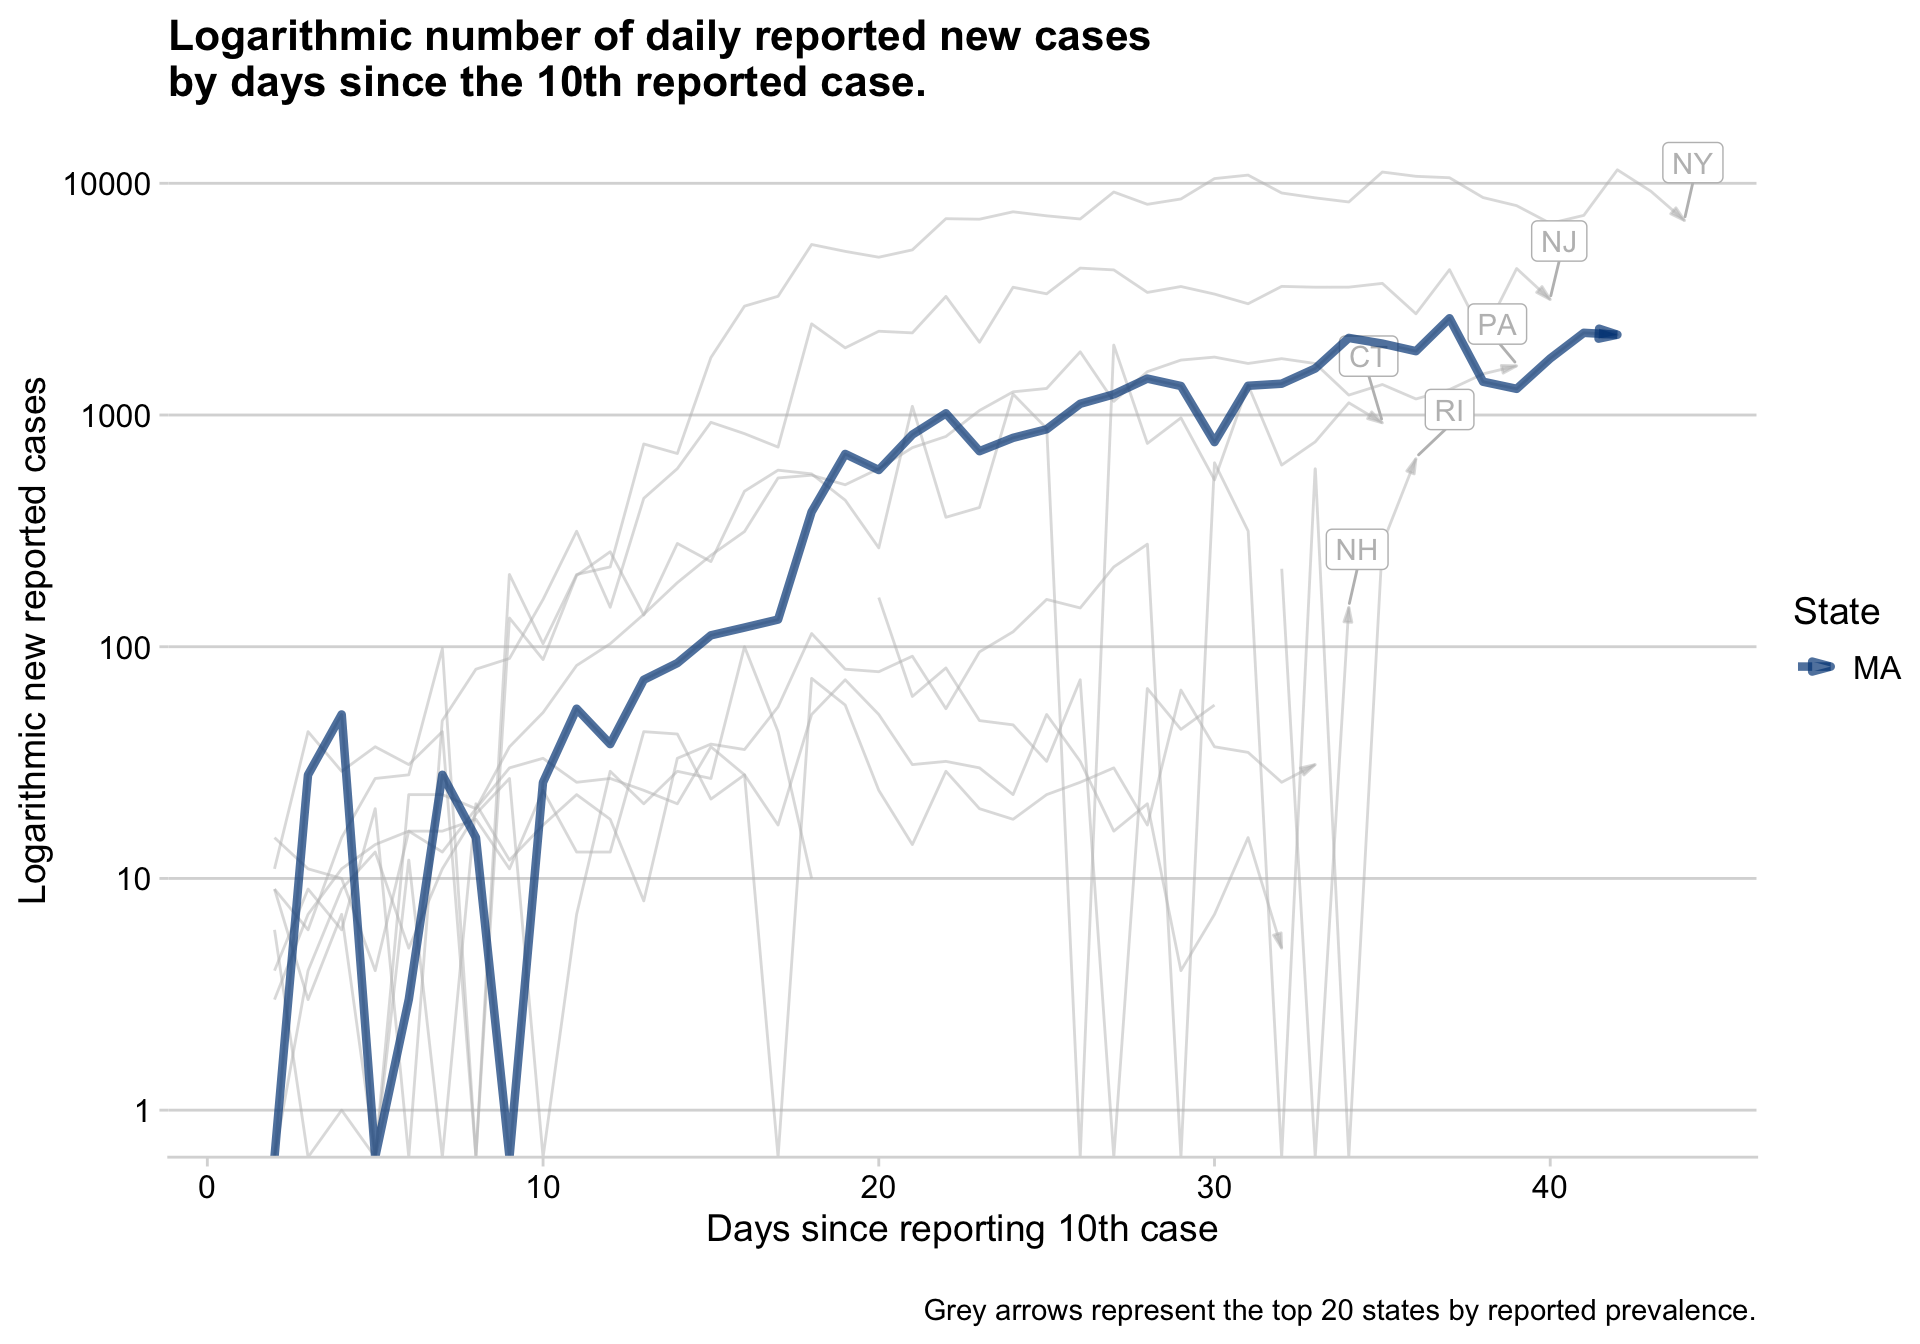 Logarithmic number of daily reported new cases
by days since the 10th reported case.
NY
10000
NJ
PA
CT
RI
1000
Logarithmic new reported cases
NH
State
100
MA
10
1
0 10 20 30 40
Days since reporting 10th case
Grey arrows represent the top 20 states by reported prevalence.